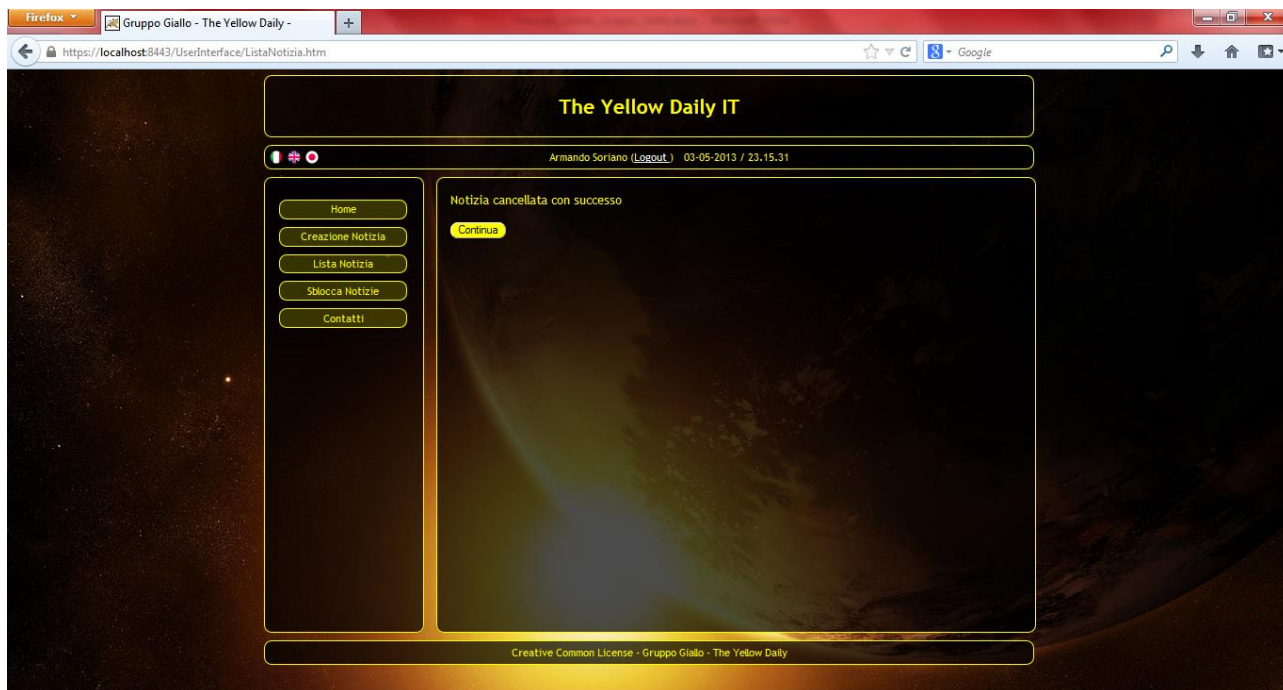 Firefox
Gruppo Giallo - The Yellow Daily -
https://localhost:8443/UserInterface/ListaNotizia.htm
Google
The Yellow Daily IT
Armando Soriano (Logout ) 03-05-2013 / 23.15.31
Home
Creazione Notizia
Lista Notizia
Sblocca Notizie
Contatti
Notizia cancellata con successo
Continua
Creative Common License - Gruppo Giallo - The Yellow Daily